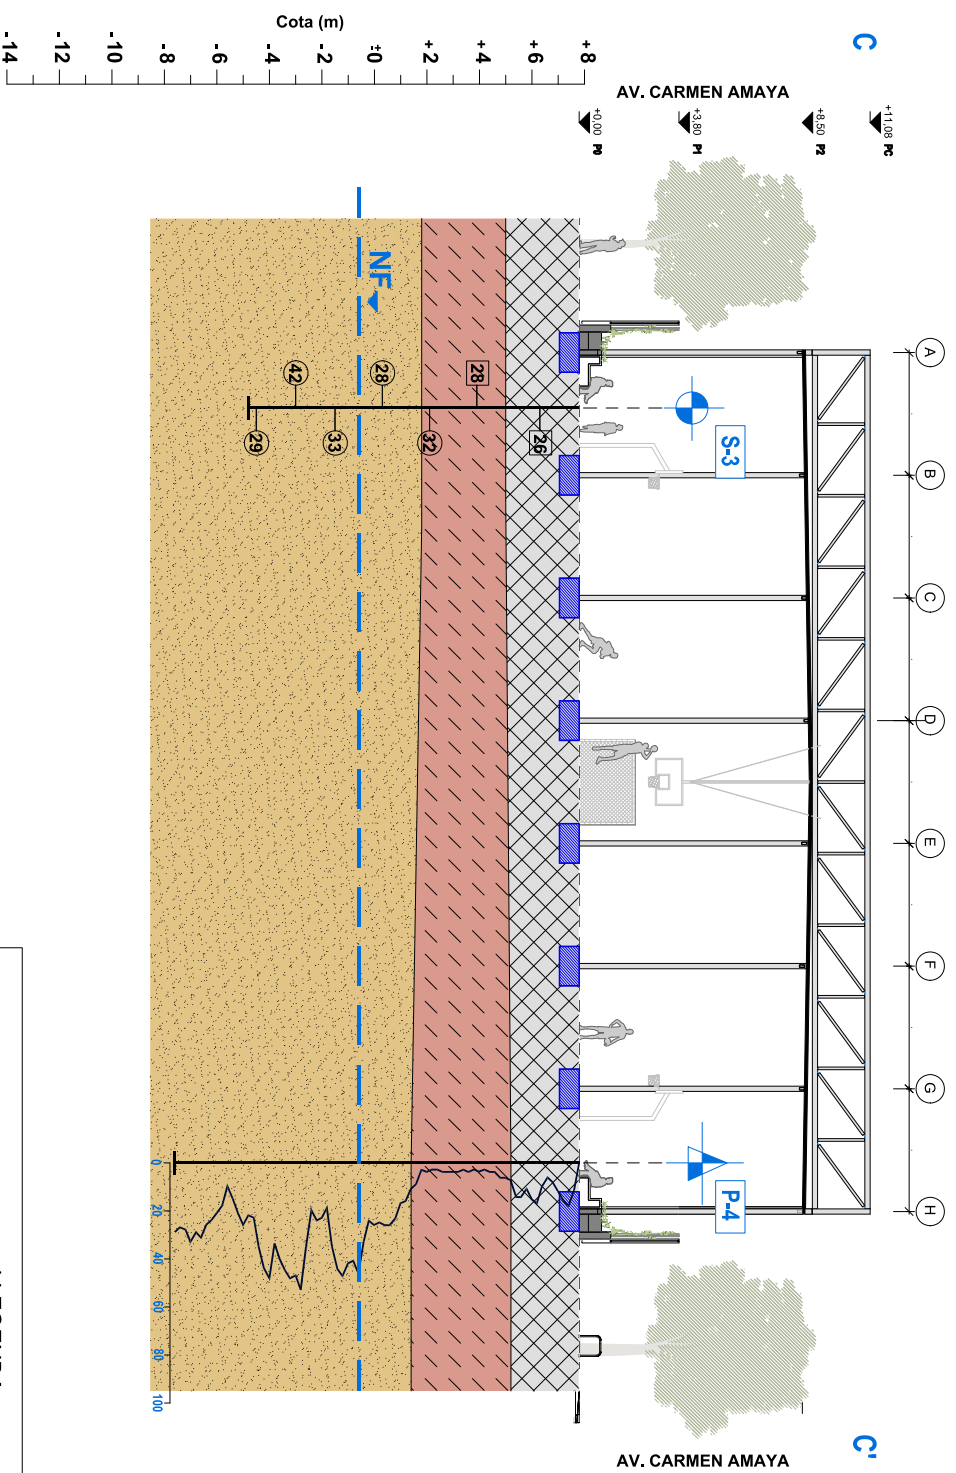 C
C'
AV. CARMEN AMAYA
AV. CARMEN AMAYA
A
B
C
D
E
F
G
H
+11,08 PC
+8,50 P2
+3,80 P1
+0,00 P0
S-3
P-4
Cota (m)
+ 8
+ 6
+ 4
+ 2
±0
- 2
- 4
- 6
- 8
- 10
- 12
- 14
NF
26
28
32
28
33
42
29
0
20
40
60
80
100